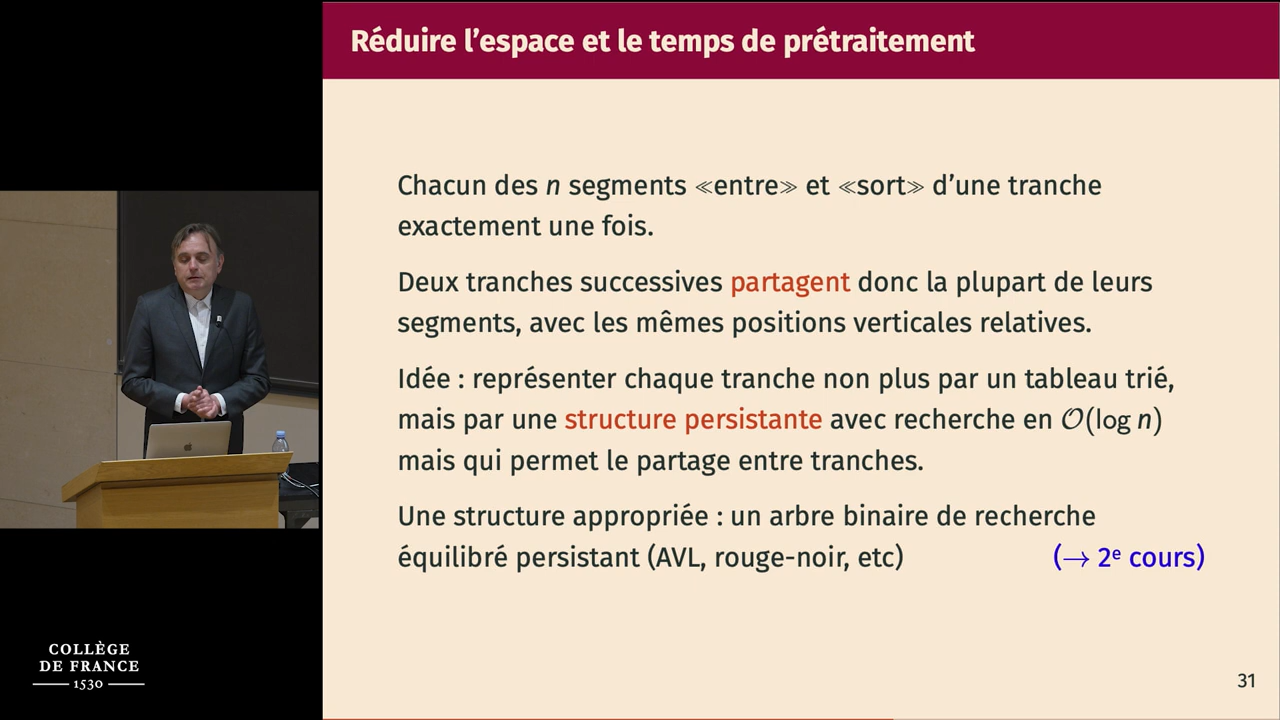 Réduire l'espace et le temps de prétraitement
Chacun des n segments ≪entre≫ et ≪sort≫ d'une tranche
exactement une fois.
Deux tranches successives partagent donc la plupart de leurs
segments, avec les mêmes positions verticales relatives.
Idée : représenter chaque tranche non plus par un tableau trié,
mais par une structure persistante avec recherche en 𝒪(log n)
mais qui permet le partage entre tranches.
Une structure appropriée : un arbre binaire de recherche
équilibré persistant (AVL, rouge-noir, etc) (→ 2ᵉ cours)
COLLÈGE
DE FRANCE
1530
31